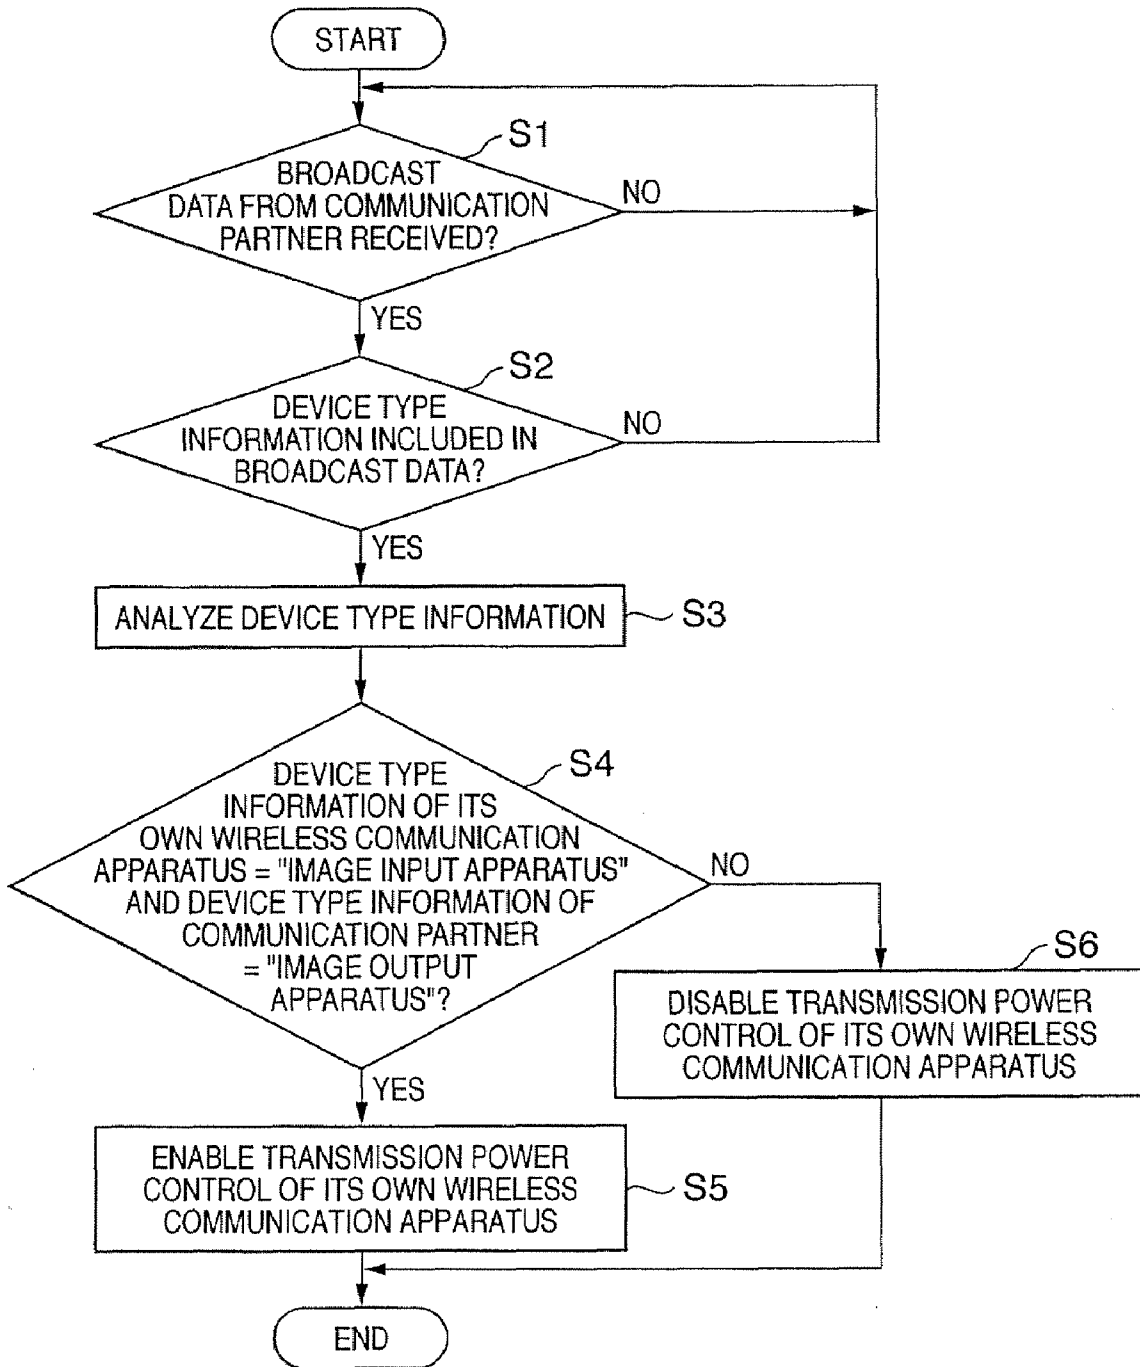 START
S1
BROADCAST
DATA FROM COMMUNICATION
PARTNER RECEIVED?
NO
YES
S2
DEVICE TYPE
INFORMATION INCLUDED IN
BROADCAST DATA?
NO
YES
ANALYZE DEVICE TYPE INFORMATION
S3
S4
DEVICE TYPE
INFORMATION OF ITS
OWN WIRELESS COMMUNICATION
APPARATUS = "IMAGE INPUT APPARATUS"
AND DEVICE TYPE INFORMATION OF
COMMUNICATION PARTNER
= "IMAGE OUTPUT
APPARATUS"?
NO
YES
S6
DISABLE TRANSMISSION POWER
CONTROL OF ITS OWN WIRELESS
COMMUNICATION APPARATUS
ENABLE TRANSMISSION POWER
CONTROL OF ITS OWN WIRELESS
COMMUNICATION APPARATUS
S5
END